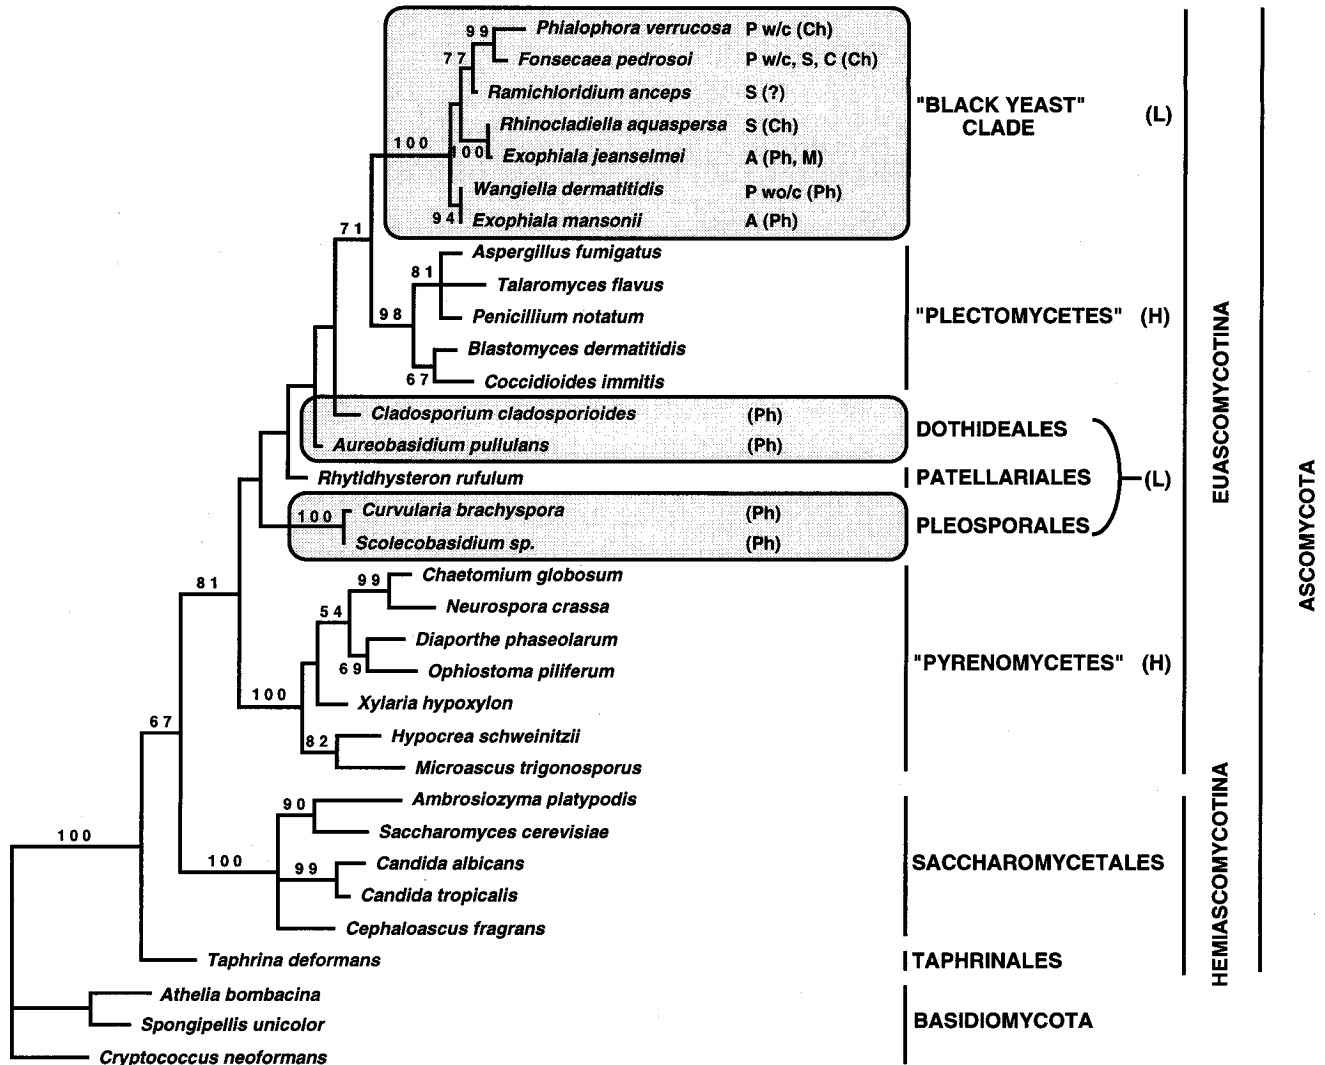 99 Phialophora verrucosa P w/c (Ch)
77 Fonsecaea pedrosoi P w/c, S, C (Ch)
Ramichloridium anceps S (?)
"BLACK YEAST" CLADE (L)
Rhinocladiella aquaspersa S (Ch)
100 100 Exophiala jeanselmei A (Ph, M)
Wangiella dermatitidis P wo/c (Ph)
94 Exophiala mansonii A (Ph)
71
Aspergillus fumigatus
81 Talaromyces flavus
98 Penicillium notatum "PLECTOMYCETES" (H)
Blastomyces dermatitidis
67 Coccidioides immitis
Cladosporium cladosporioides (Ph)
DOTHIDEALES
Aureobasidium pullulans (Ph)
Rhytidhysteron rufulum PATELLARIALES (L)
100 Curvularia brachyspora (Ph)
PLEOSPORALES
Scolecobasidium sp. (Ph)
EUASCOMYCOTINA
ASCOMYCOTA
81 99 Chaetomium globosum
Neurospora crassa
54 Diaporthe phaseolarum
69 Ophiostoma piliferum "PYRENOMYCETES" (H)
100 Xylaria hypoxylon
67 82 Hypocrea schweinitzii
Microascus trigonosporus
90 Ambrosiozyma platypodis
Saccharomyces cerevisiae
100 100 99 Candida albicans SACCHAROMYCETALES
Candida tropicalis
Cephaloascus fragrans
Taphrina deformans TAPHRINALES
HEMIASCOMYCOTINA
Athelia bombacina
Spongipellis unicolor BASIDIOMYCOTA
Cryptococcus neoformans